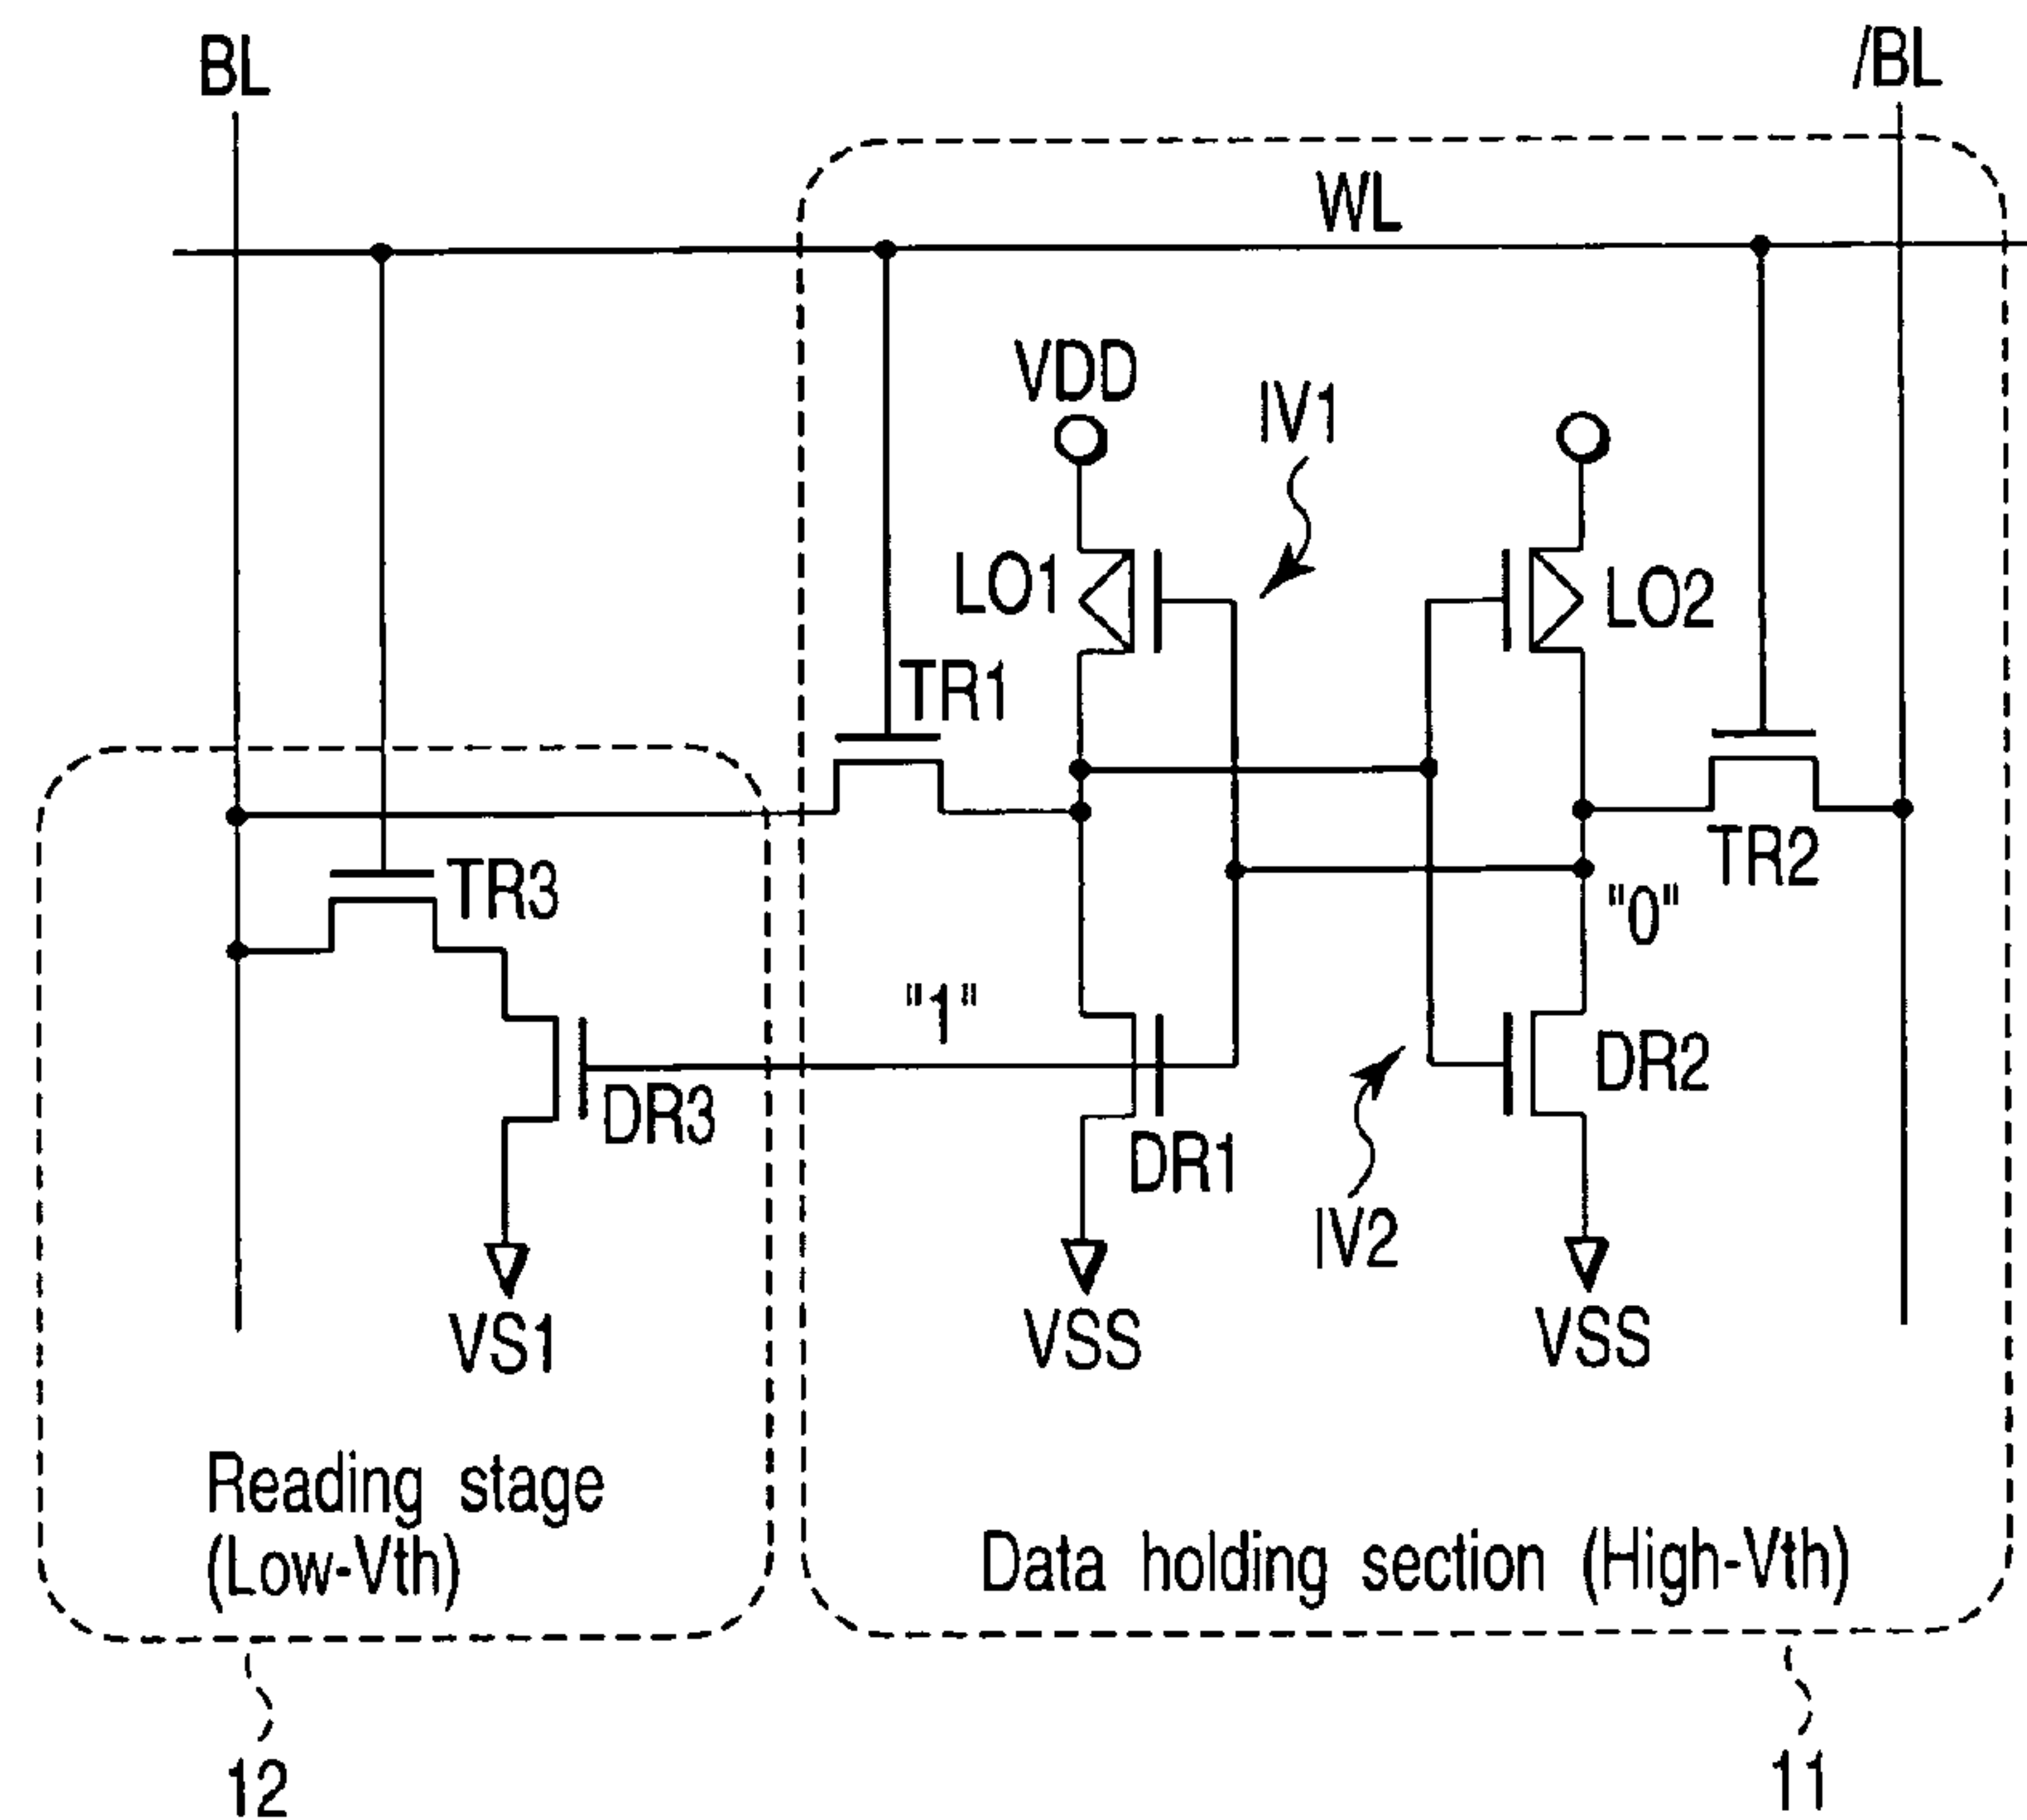 BL
/BL
WL
VDD
IV1
LO1
LO2
TR1
TR2
TR3
"0"
"1"
DR3
DR2
DR1
IV2
VS1
VSS
VSS
Reading stage
(Low-Vth)
Data holding section (High-Vth)
12
11